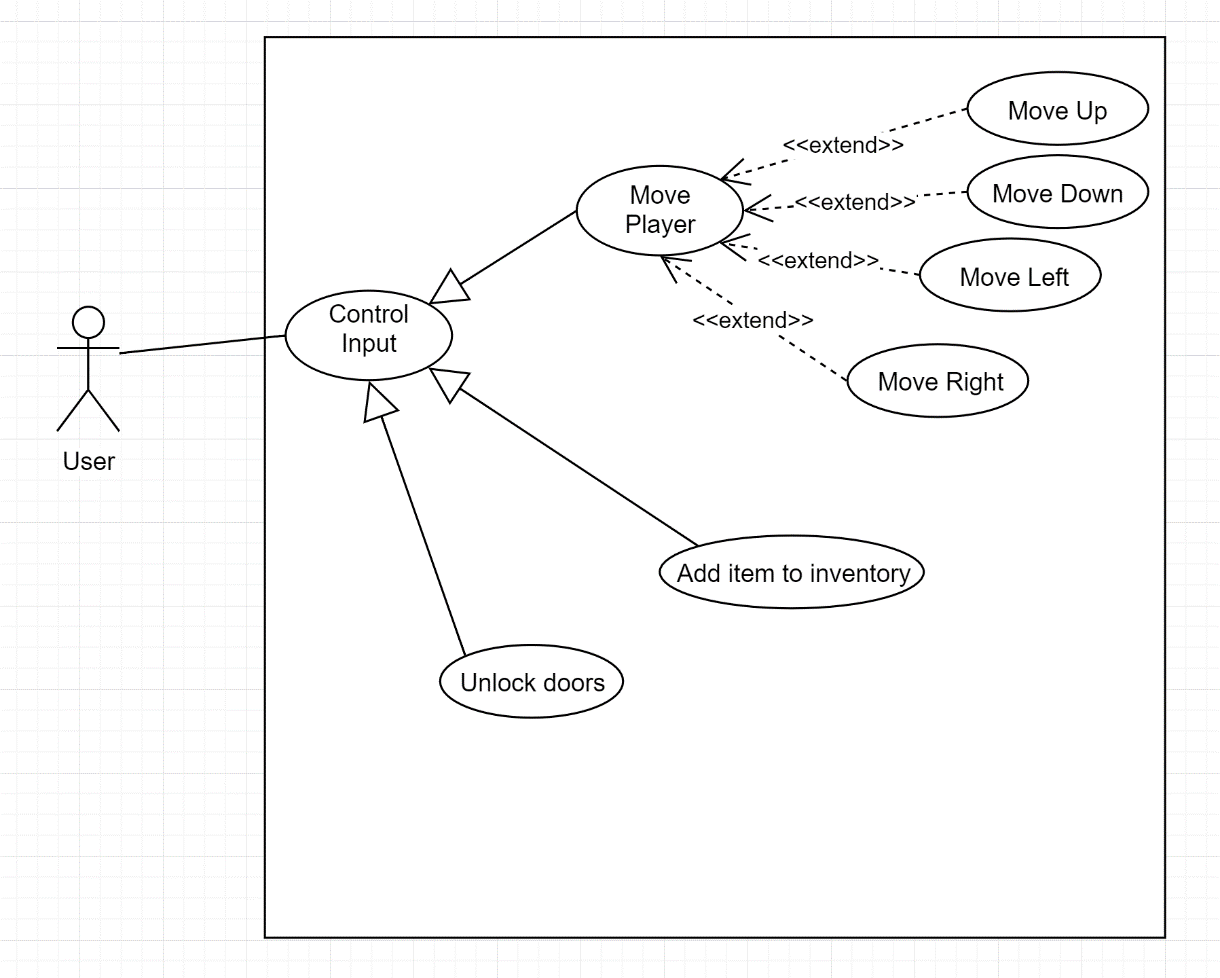 Move Up
<<extend>>
Move
Player
<<extend>>
Move Down
<<extend>>
Move Left
Control
Input
<<extend>>
Move Right
User
Add item to inventory
Unlock doors